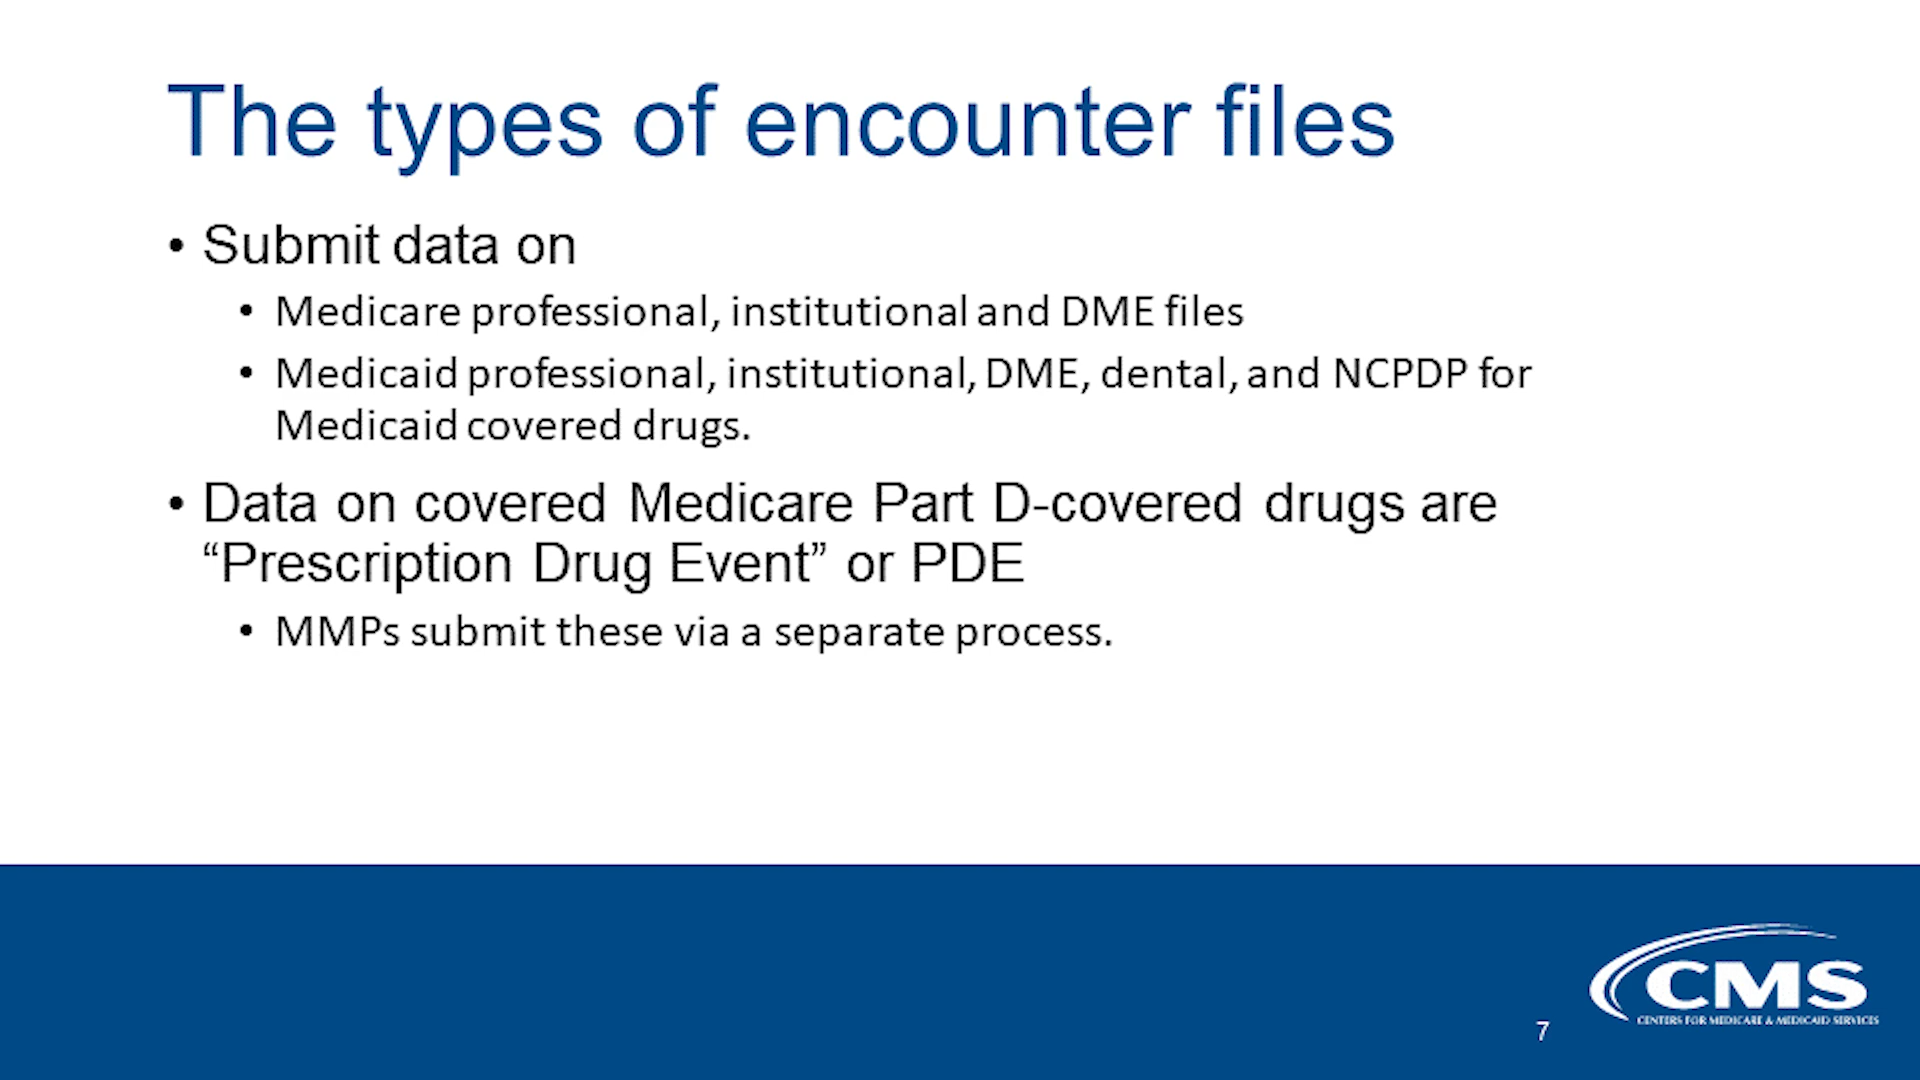 The types of encounter files
• Submit data on
• Medicare professional, institutional and DME files
• Medicaid professional, institutional, DME, dental, and NCPDP for
Medicaid covered drugs.
• Data on covered Medicare Part D-covered drugs are
“Prescription Drug Event” or PDE
• MMPs submit these via a separate process.
CMS
CENTERS FOR MEDICARE & MEDICAID SERVICES
7